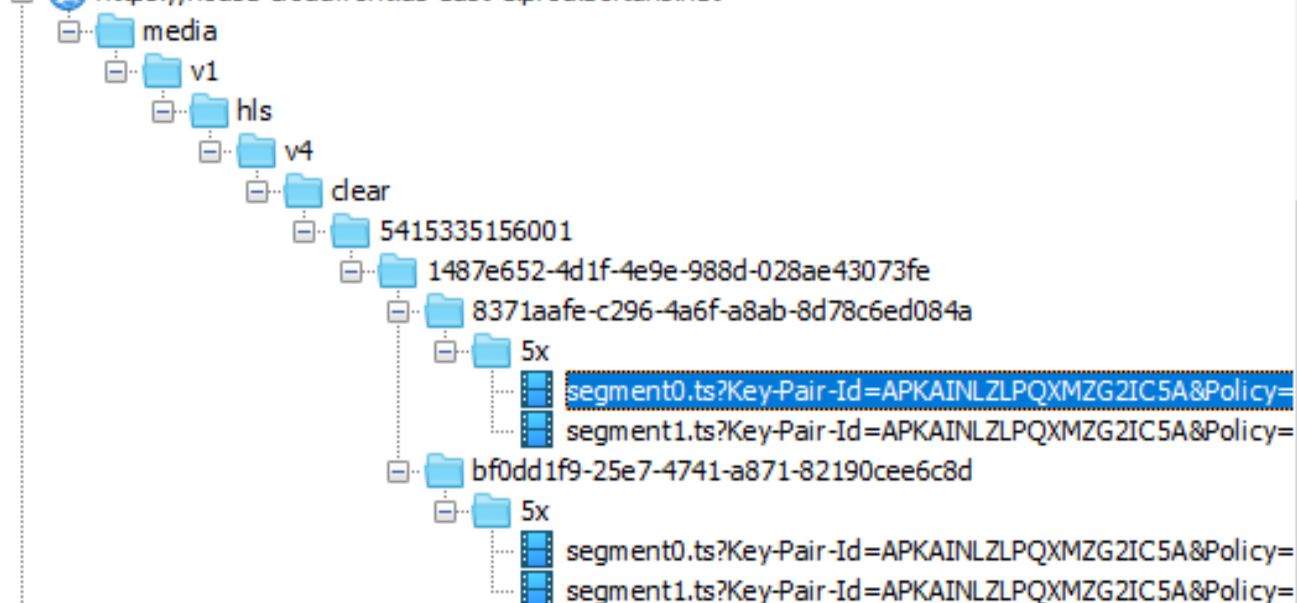 media
v1
hls
v4
clear
5415335156001
1487e652-4d1f-4e9e-988d-028ae43073fe
8371aafe-c296-4a6f-a8ab-8d78c6ed084a
5x
segment0.ts?Key-Pair-Id=APKAINLZLPQXMZG2IC5A&Policy=
segment1.ts?Key-Pair-Id=APKAINLZLPQXMZG2IC5A&Policy=
bf0dd1f9-25e7-4741-a871-82190cee6c8d
5x
segment0.ts?Key-Pair-Id=APKAINLZLPQXMZG2IC5A&Policy=
segment1.ts?Key-Pair-Id=APKAINLZLPQXMZG2IC5A&Policy=